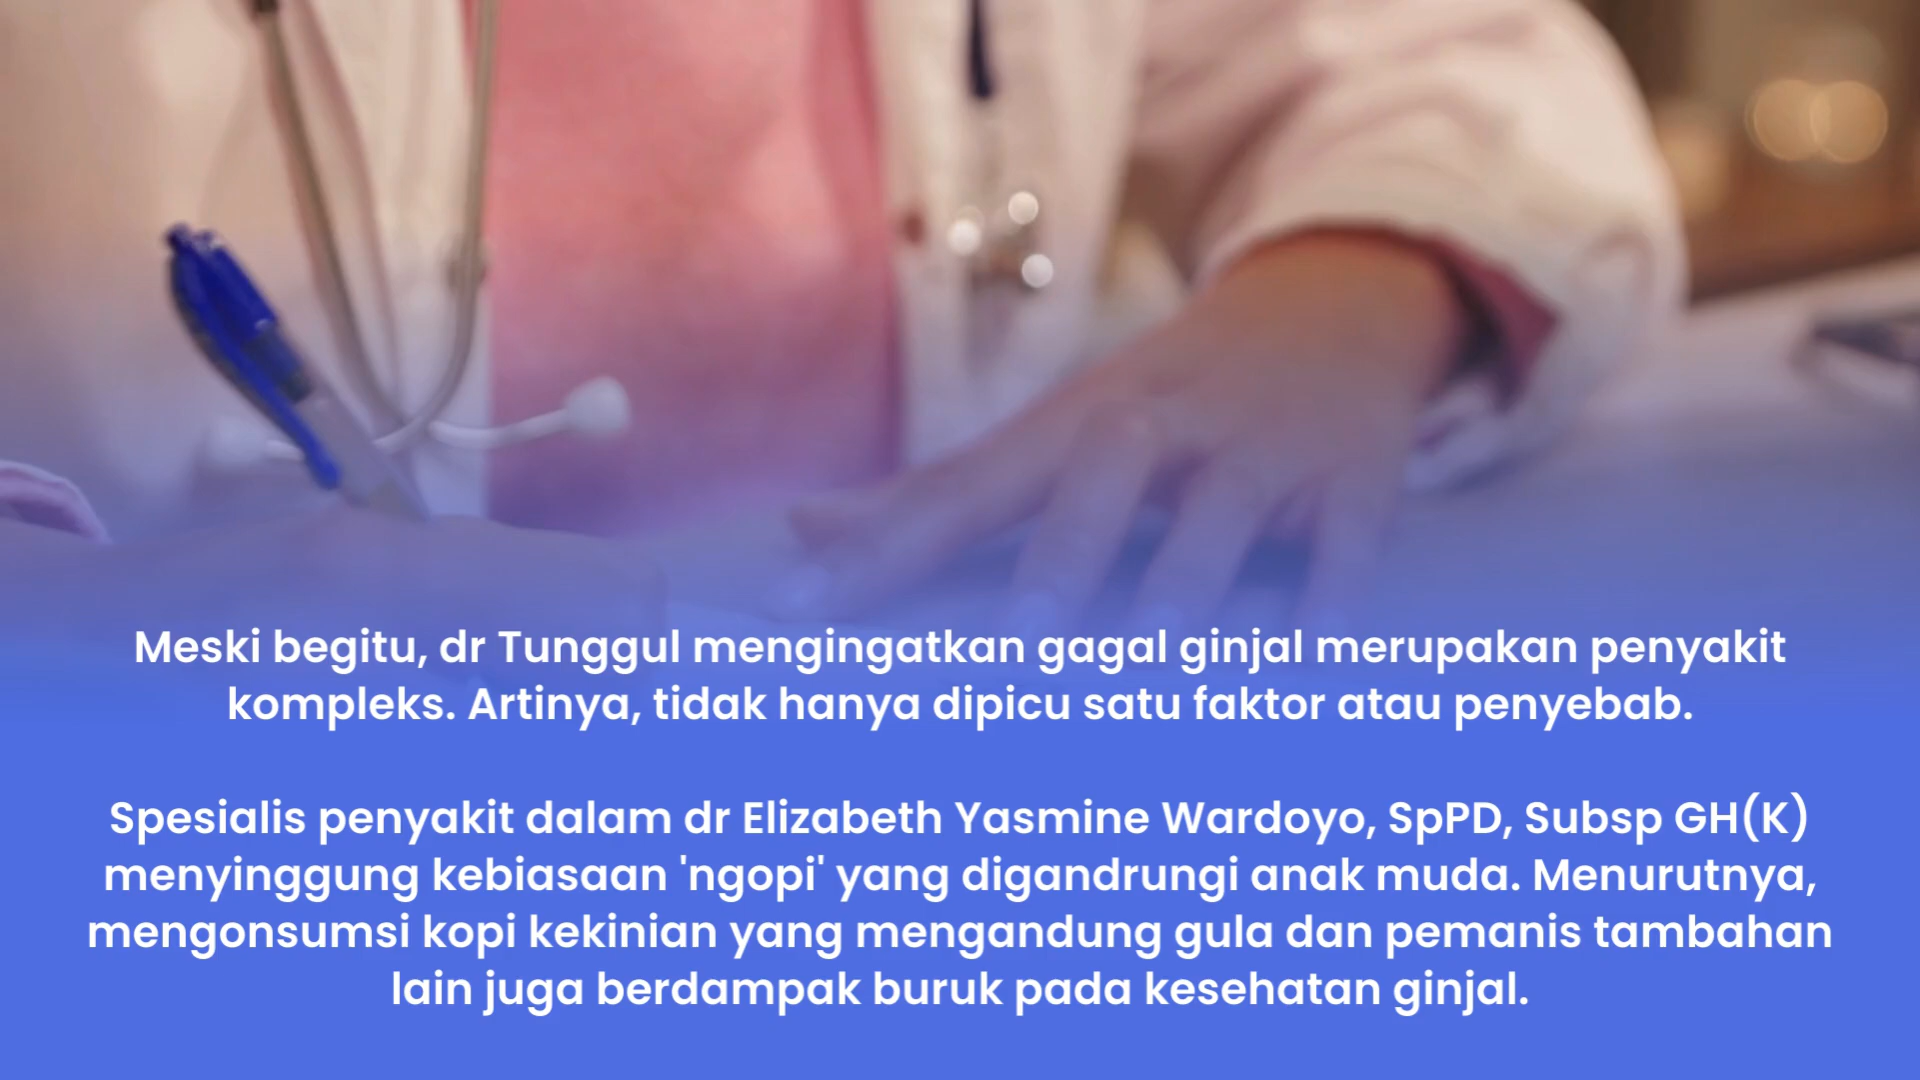 Meski begitu, dr Tunggul mengingatkan gagal ginjal merupakan penyakit
kompleks. Artinya, tidak hanya dipicu satu faktor atau penyebab.
Spesialis penyakit dalam dr Elizabeth Yasmine Wardoyo, SpPD, Subsp GH(K)
menyinggung kebiasaan 'ngopi' yang digandrungi anak muda. Menurutnya,
mengonsumsi kopi kekinian yang mengandung gula dan pemanis tambahan
lain juga berdampak buruk pada kesehatan ginjal.